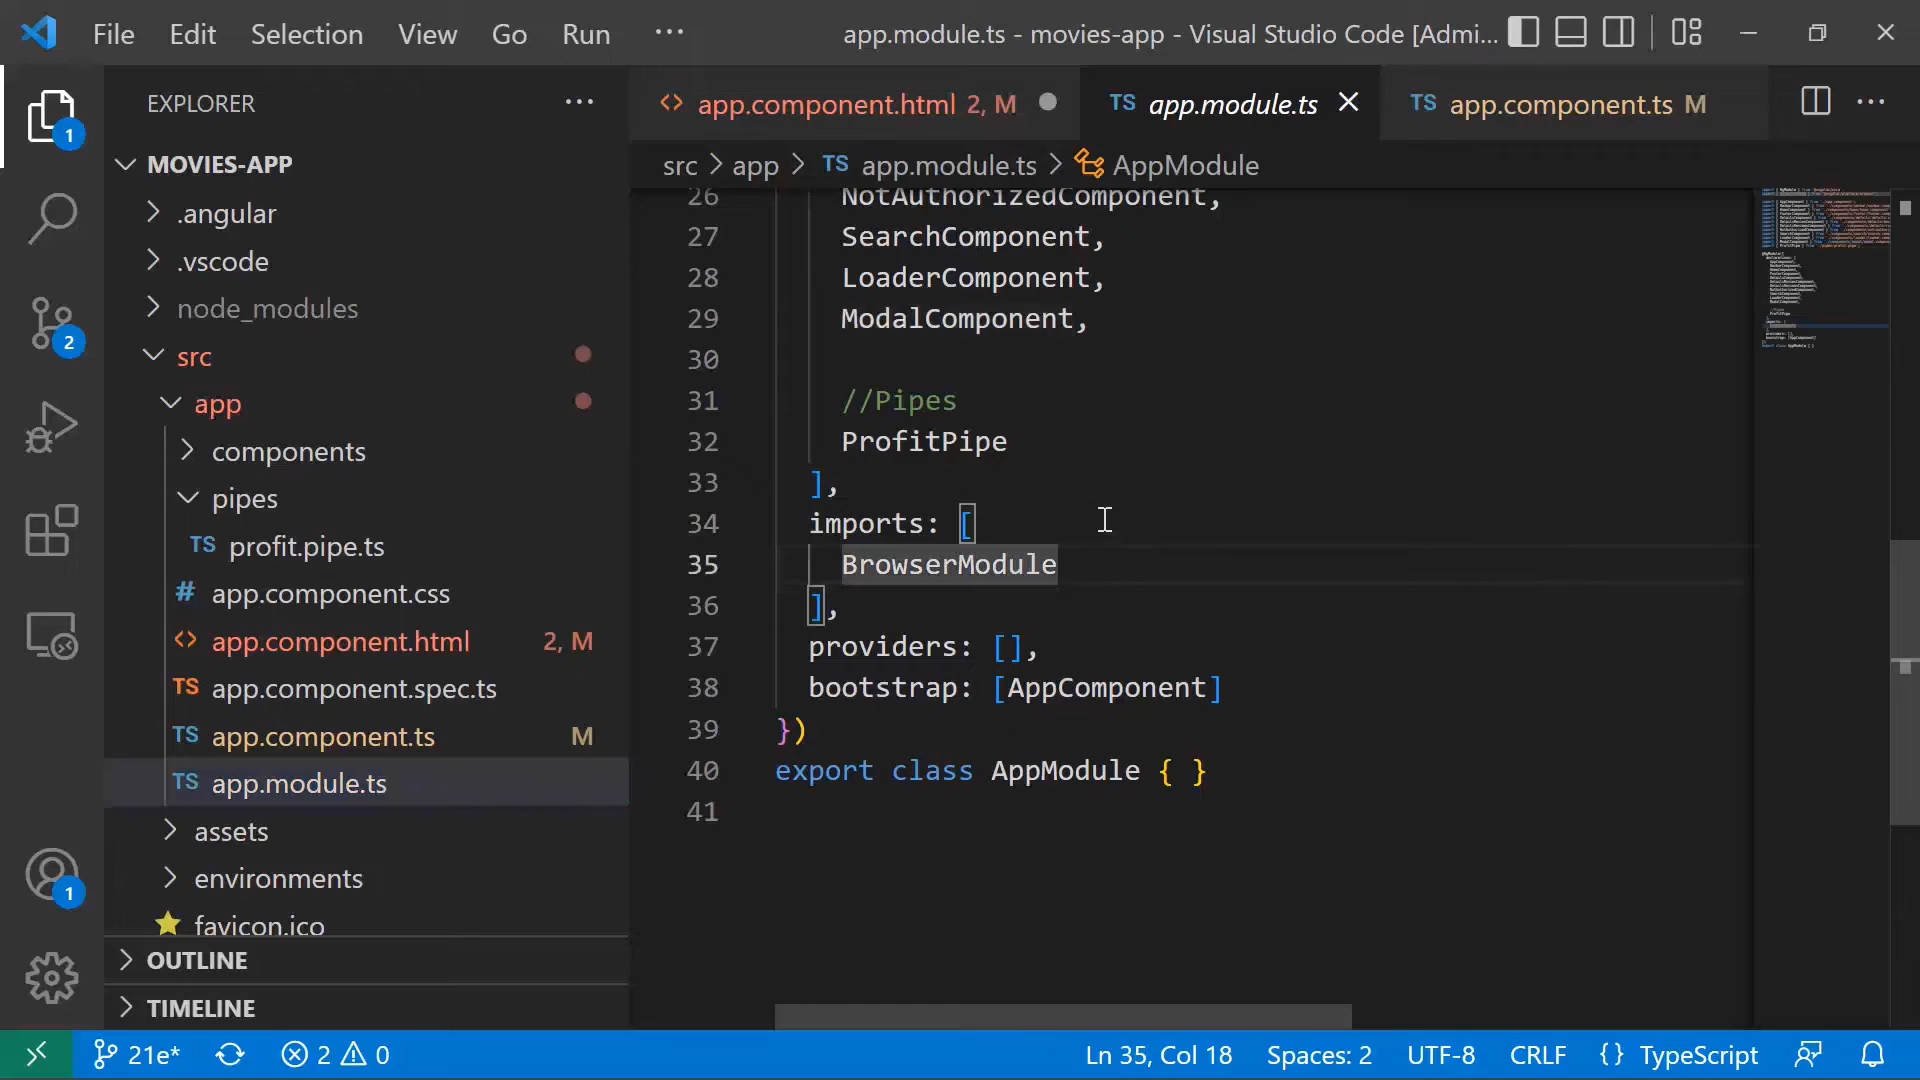 File Edit Selection View Go Run ··· app.module.ts - movies-app - Visual Studio Code [Admi...
EXPLORER ···
app.component.html 2, M TS app.module.ts TS app.component.ts M ···
src > app > TS app.module.ts > AppModule
1
2
1
MOVIES-APP
.angular
.vscode
node_modules
src
app
components
pipes
TS profit.pipe.ts
# app.component.css
<> app.component.html 2, M
TS app.component.spec.ts
TS app.component.ts M
TS app.module.ts
assets
environments
favicon.ico
OUTLINE
TIMELINE
26 NotAuthorizedComponent,
27 SearchComponent,
28 LoaderComponent,
29 ModalComponent,
30
31 //Pipes
32 ProfitPipe
33 ],
34 imports: [
35 BrowserModule
36 ],
37 providers: [],
38 bootstrap: [AppComponent]
39 })
40 export class AppModule { }
41
21e* 2 0 Ln 35, Col 18 Spaces: 2 UTF-8 CRLF {} TypeScript